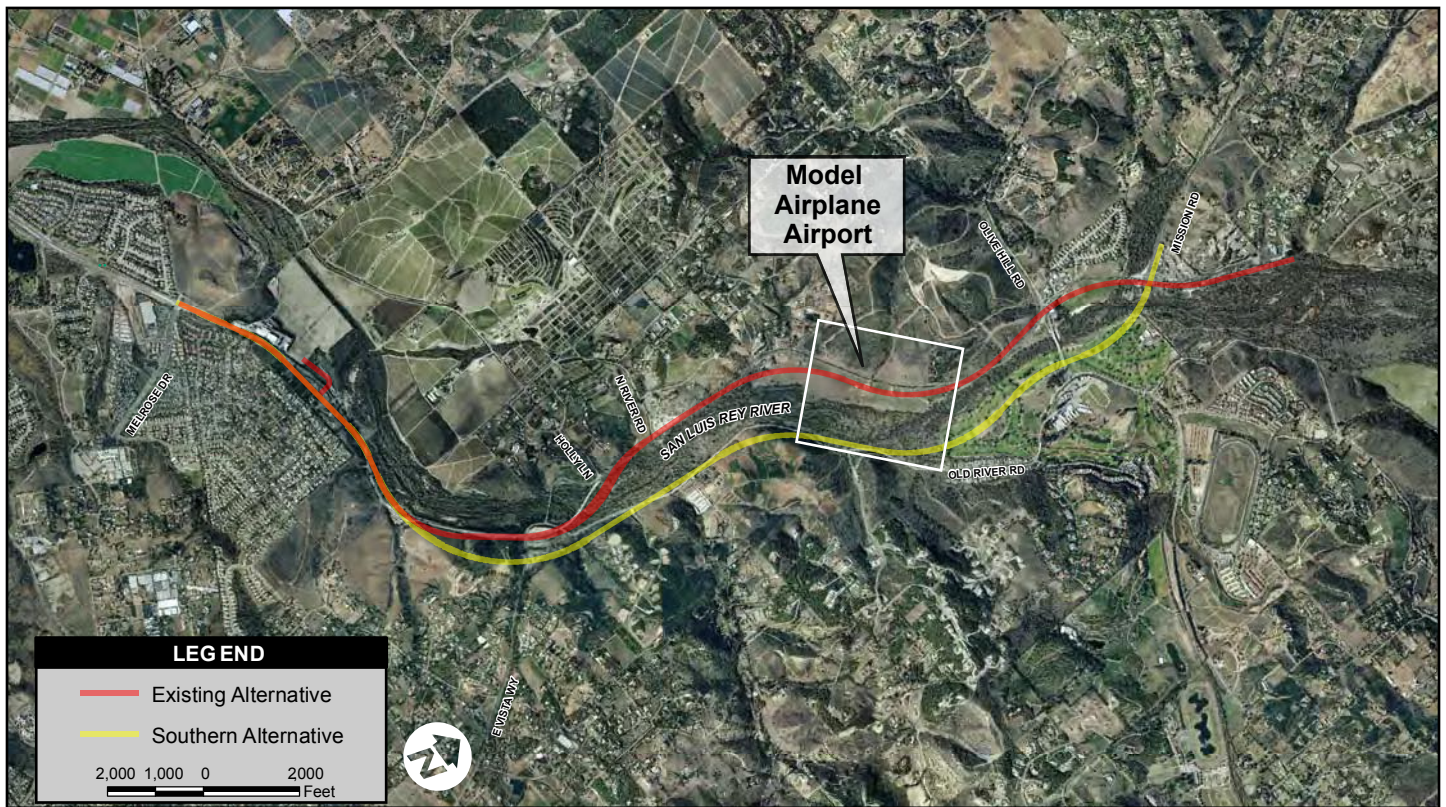 Model
Airplane
Airport
OLIVE HILL RD
MISSION RD
MELROSE DR
N RIVER RD
SAN LUIS REY RIVER
HOLLY LN
OLD RIVER RD
E VISTA WY
LEGEND
Existing Alternative
Southern Alternative
2,000 1,000 0 2000
Feet
N